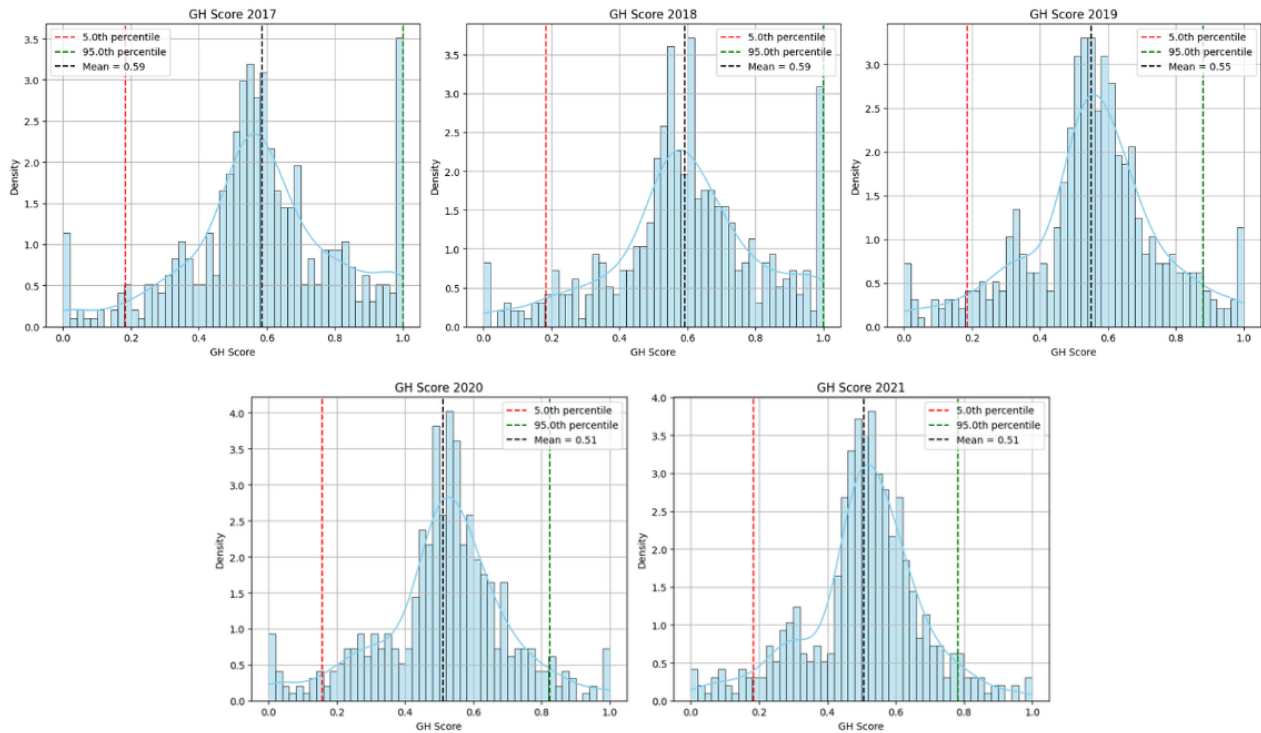 GH Score 2017
5.0th percentile
95.0th percentile
Mean = 0.59
3.5
3.0
2.5
2.0
1.5
1.0
0.5
0.0
Density
0.0 0.2 0.4 0.6 0.8 1.0
GH Score
GH Score 2018
5.0th percentile
95.0th percentile
Mean = 0.59
3.5
3.0
2.5
2.0
1.5
1.0
0.5
0.0
Density
0.0 0.2 0.4 0.6 0.8 1.0
GH Score
GH Score 2019
5.0th percentile
95.0th percentile
Mean = 0.55
3.0
2.5
2.0
1.5
1.0
0.5
0.0
Density
0.0 0.2 0.4 0.6 0.8 1.0
GH Score
GH Score 2020
5.0th percentile
95.0th percentile
Mean = 0.51
4.0
3.5
3.0
2.5
2.0
1.5
1.0
0.5
0.0
Density
0.0 0.2 0.4 0.6 0.8 1.0
GH Score
GH Score 2021
5.0th percentile
95.0th percentile
Mean = 0.51
4.0
3.5
3.0
2.5
2.0
1.5
1.0
0.5
0.0
Density
0.0 0.2 0.4 0.6 0.8 1.0
GH Score